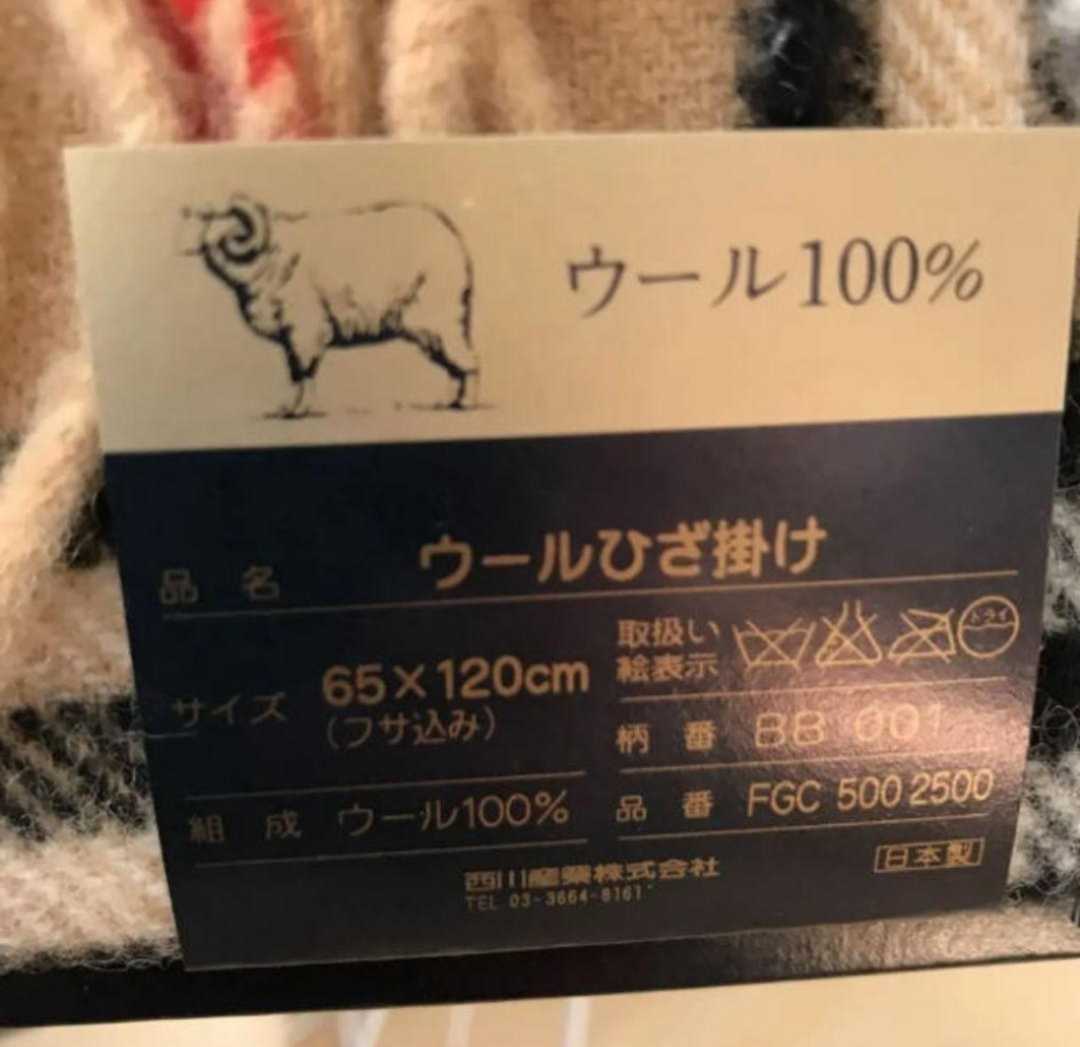 ウール100%
品名 ウールひざ掛け
サイズ 65×120cm
(フサ込み)
組成 ウール100%
取扱い
絵表示
ドライ
柄番 BB 001
品番 FGC 500 2500
西川産業株式会社
TEL 03-3664-8161
日本製